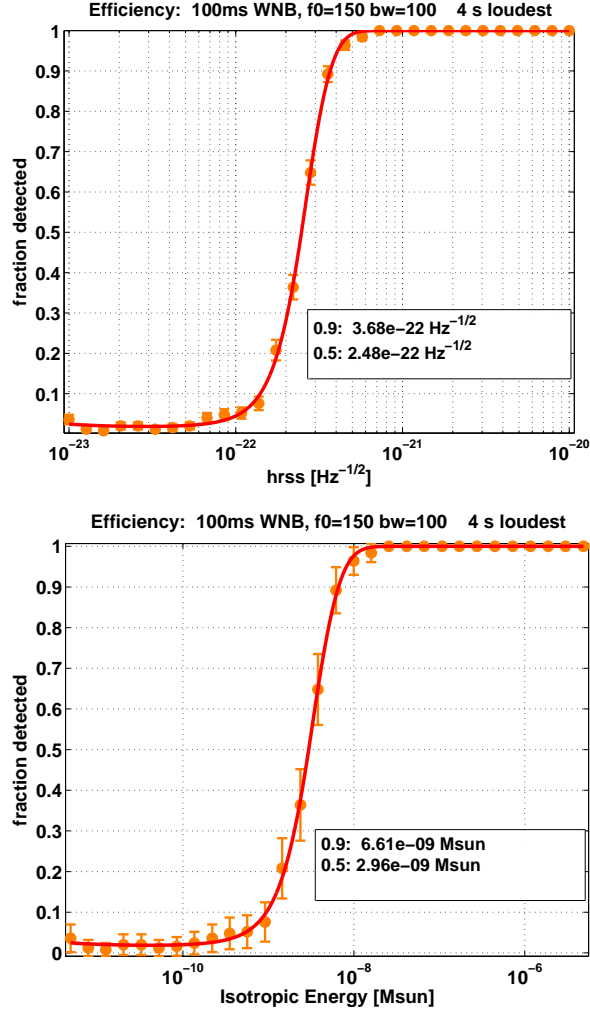 Efficiency: 100ms WNB, f0=150 bw=100 4 s loudest
1
0.9
0.8
0.7
0.6
0.5
0.4
0.3
0.2
0.1
fraction detected
0.9: 3.68e−22 Hz^−1/2
0.5: 2.48e−22 Hz^−1/2
10^−23 10^−22 10^−21 10^−20
hrss [Hz^−1/2]
Efficiency: 100ms WNB, f0=150 bw=100 4 s loudest
1
0.9
0.8
0.7
0.6
0.5
0.4
0.3
0.2
0.1
0
fraction detected
0.9: 6.61e−09 Msun
0.5: 2.96e−09 Msun
10^−10 10^−8 10^−6
Isotropic Energy [Msun]